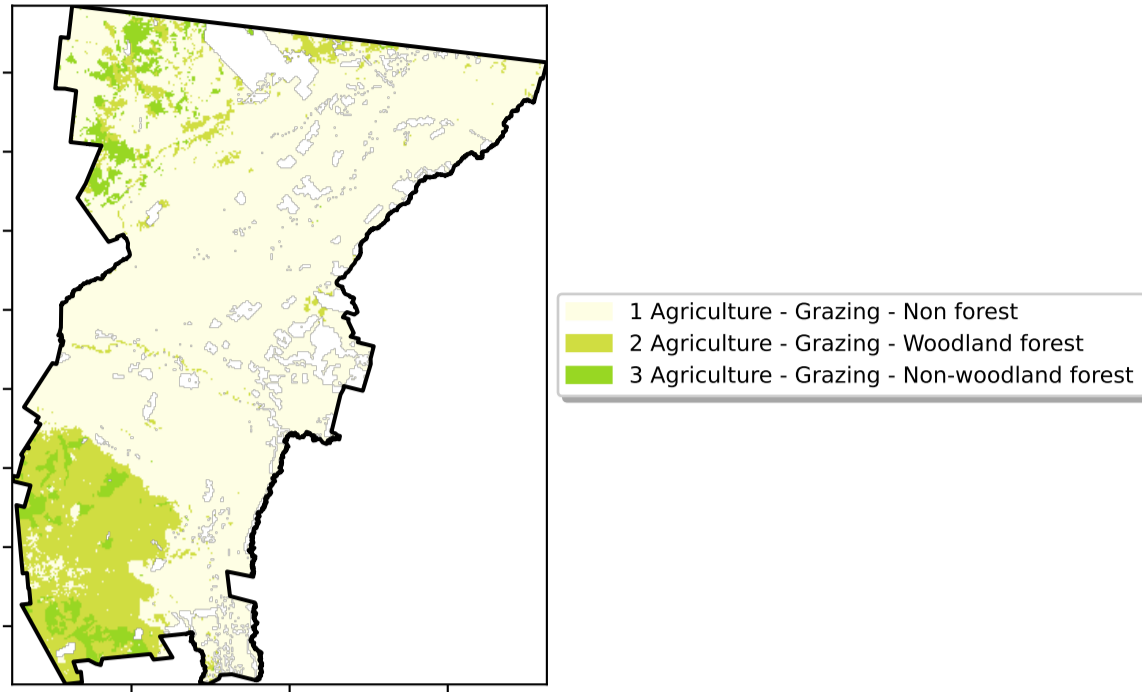 1 Agriculture - Grazing - Non forest
2 Agriculture - Grazing - Woodland forest
3 Agriculture - Grazing - Non-woodland forest